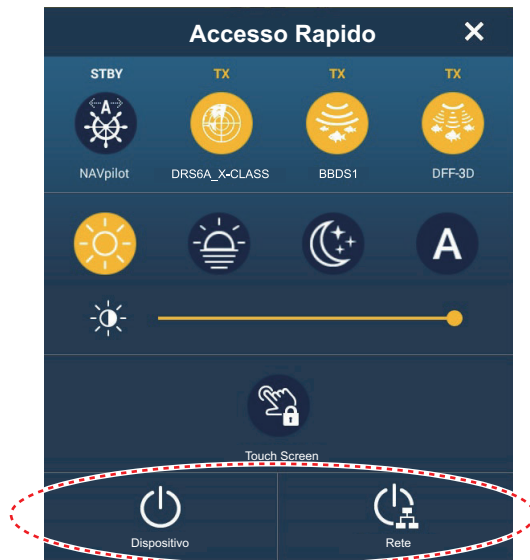 Accesso Rapido
STBY TX TX TX
A
NAVpilot DRS6A_X-CLASS BBDS1 DFF-3D
A
Touch Screen
Dispositivo Rete